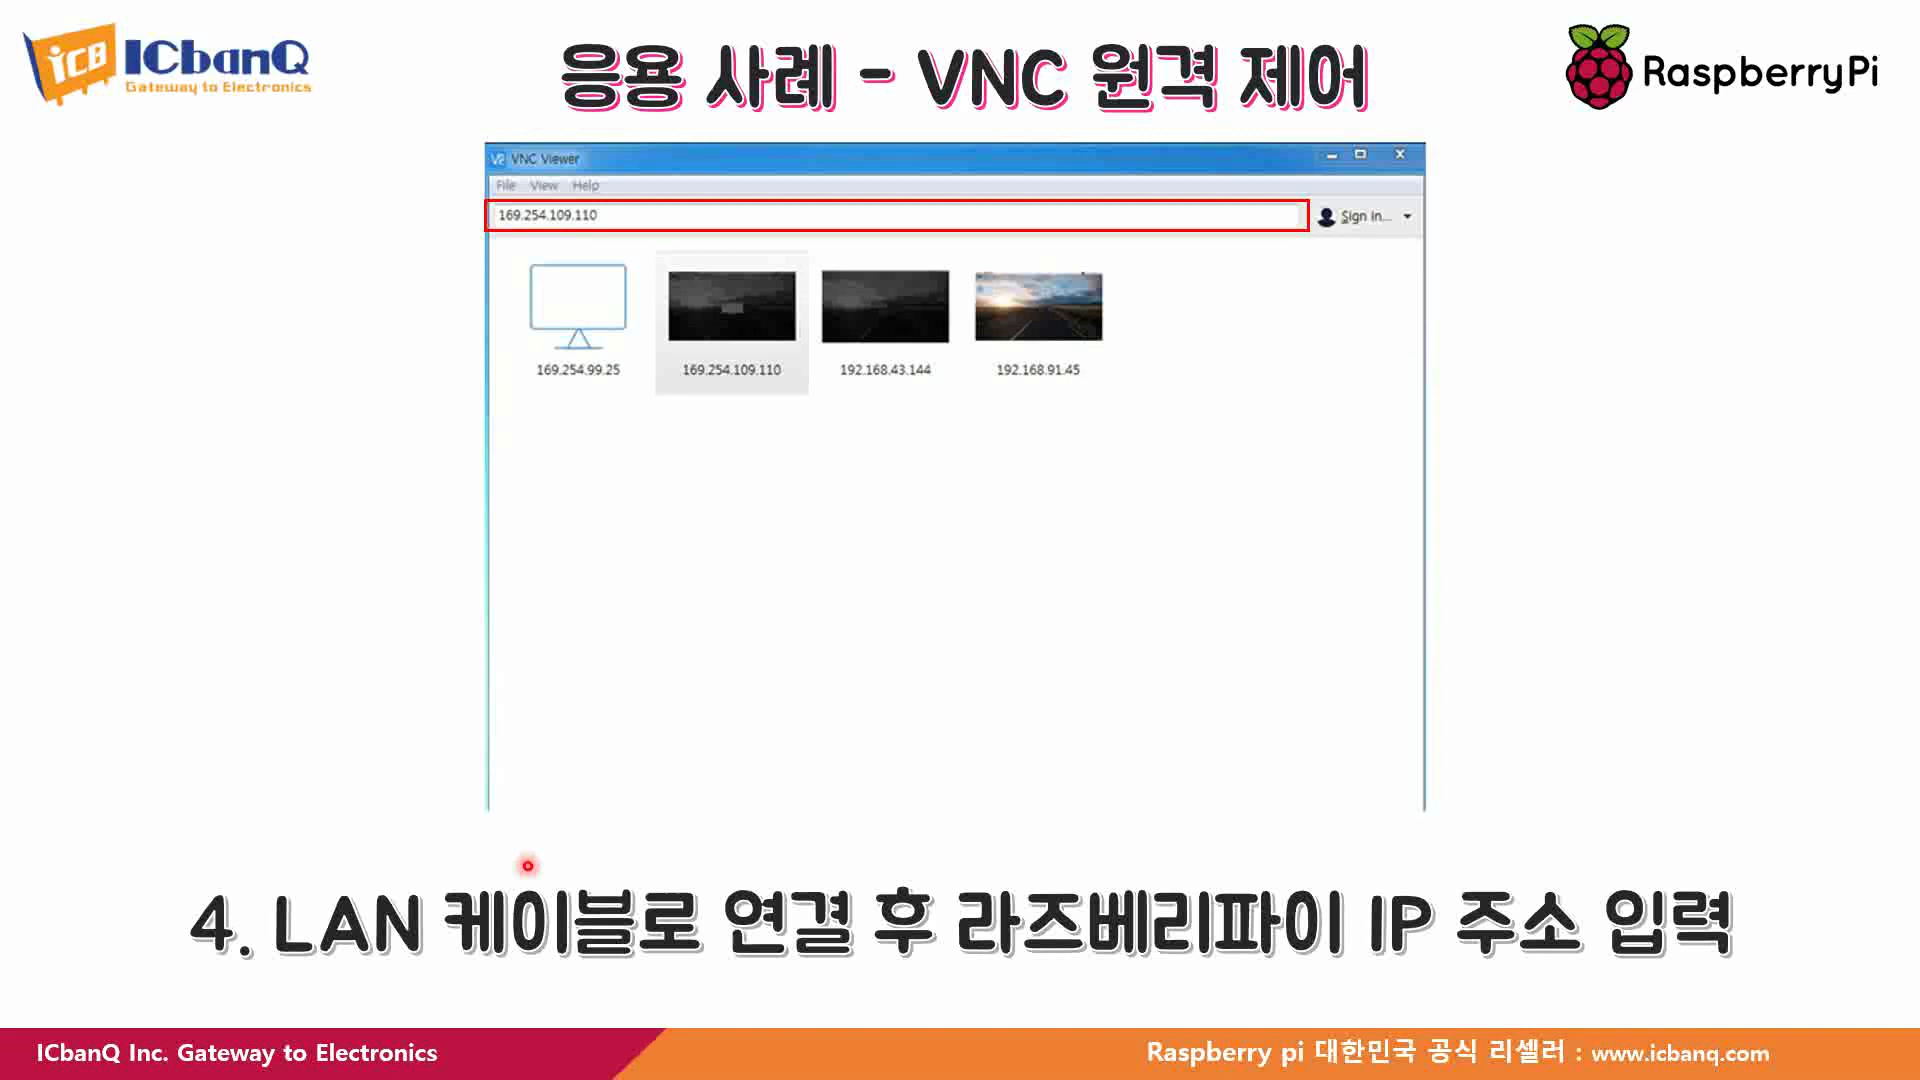 iCB ICbanQ
Gateway to Electronics
응용 사례 - VNC 원격 제어
RaspberryPi
VNC Viewer
File View Help
169.254.109.110
Sign in...
169.254.99.25
169.254.109.110
192.168.43.144
192.168.91.45
4. LAN 케이블로 연결 후 라즈베리파이 IP 주소 입력
ICbanQ Inc. Gateway to Electronics
Raspberry pi 대한민국 공식 리셀러 : www.icbanq.com